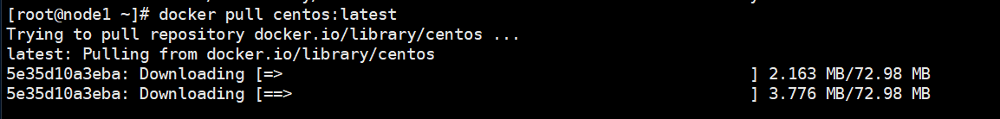 [root@node1 ~]# docker pull centos:latest
Trying to pull repository docker.io/library/centos ...
latest: Pulling from docker.io/library/centos
5e35d10a3eba: Downloading [=>                                                 ] 2.163 MB/72.98 MB
5e35d10a3eba: Downloading [==>                                                ] 3.776 MB/72.98 MB